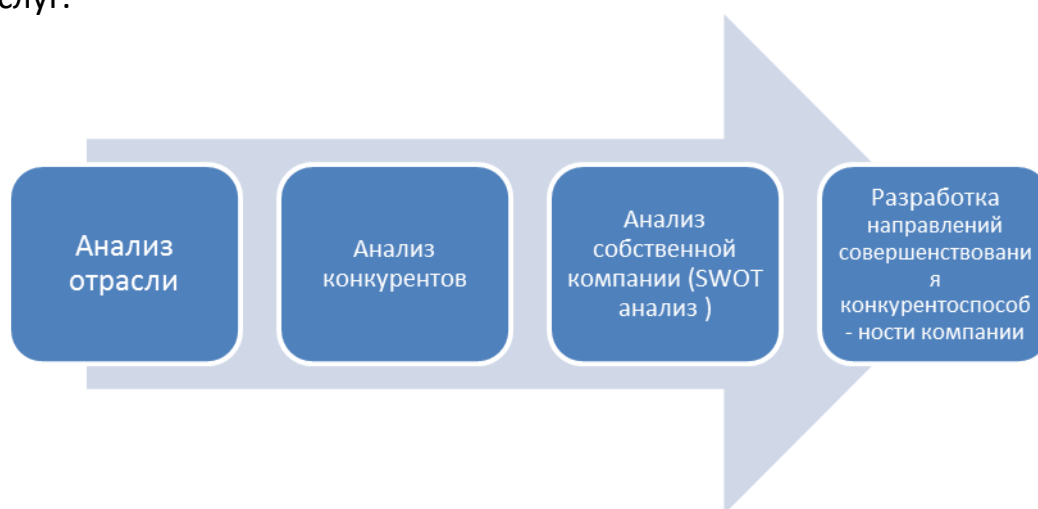 слуг.
Анализ
отрасли
Анализ
конкурентов
Анализ
собственной
компании (SWOT
анализ )
Разработка
направлений
совершенствовани
я
конкурентоспособ
- ности компании